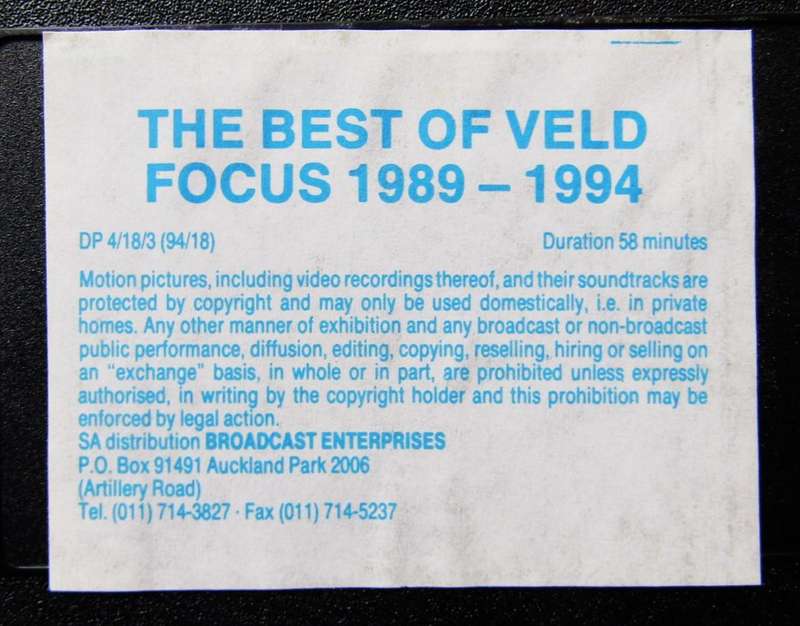 THE BEST OF VELD
FOCUS 1989 – 1994
DP 4/18/3 (94/18) Duration 58 minutes
Motion pictures, including video recordings thereof, and their soundtracks are
protected by copyright and may only be used domestically, i.e. in private
homes. Any other manner of exhibition and any broadcast or non-broadcast
public performance, diffusion, editing, copying, reselling, hiring or selling on
an “exchange” basis, in whole or in part, are prohibited unless expressly
authorised, in writing by the copyright holder and this prohibition may be
enforced by legal action.
SA distribution BROADCAST ENTERPRISES
P.O. Box 91491 Auckland Park 2006
(Artillery Road)
Tel. (011) 714-3827 · Fax (011) 714-5237